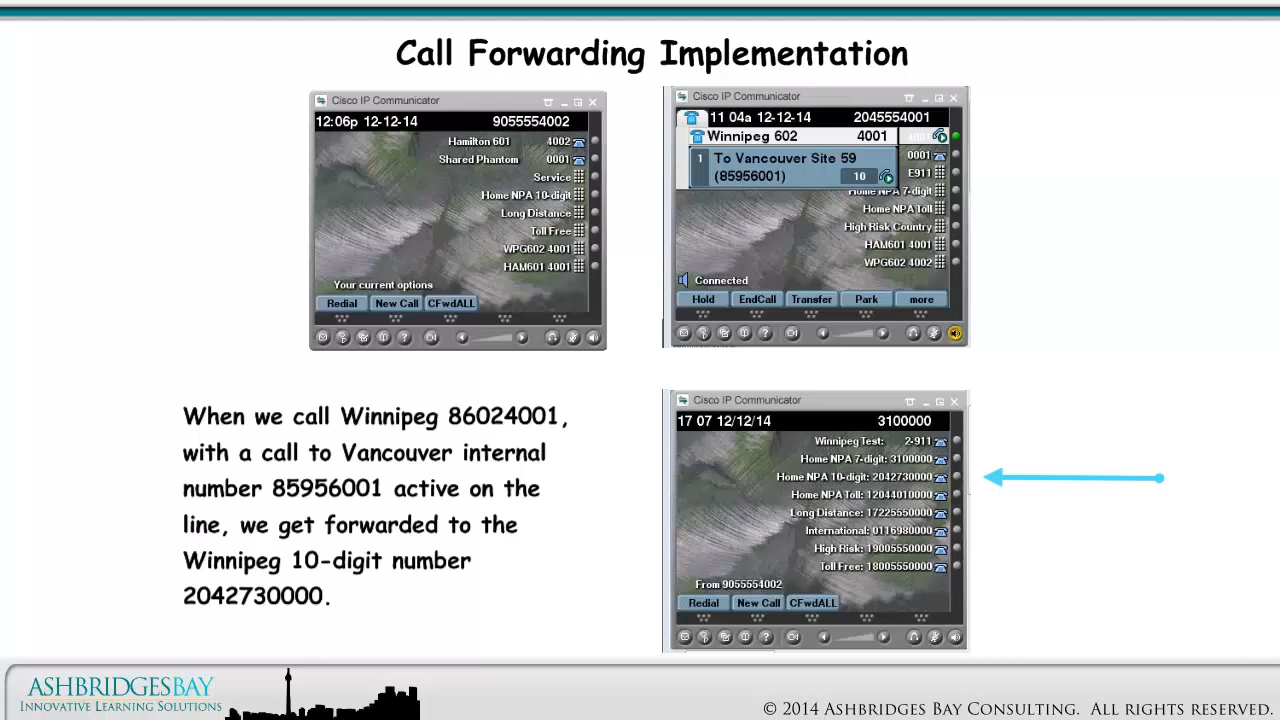 Call Forwarding Implementation
Cisco IP Communicator
12:06p 12-12-14 9055554002
Hamilton 601 4002
Shared Phantom 0001
Service
Home NPA 10-digit
Long Distance
Toll Free
WPG602 4001
HAM601 4001
Your current options
Redial New Call CFwdALL
Cisco IP Communicator
11 04a 12-12-14 2045554001
Winnipeg 602 4001
1 To Vancouver Site 59
(85956001) 10
0001
E911
Home NPA 7-digit
Home NPA Toll
High Risk Country
HAM601 4001
WPG602 4002
Connected
Hold EndCall Transfer Park more
When we call Winnipeg 86024001,
with a call to Vancouver internal
number 85956001 active on the
line, we get forwarded to the
Winnipeg 10-digit number
2042730000.
Cisco IP Communicator
17 07 12/12/14 3100000
Winnipeg Test: 2-911
Home NPA 7-digit: 3100000
Home NPA 10-digit: 2042730000
Home NPA Toll: 12044010000
Long Distance: 17225550000
International: 0116980000
High Risk: 19005550000
Toll Free: 18005550000
From 9055554002
Redial New Call CFwdALL
ASHBRIDGESBAY
INNOVATIVE LEARNING SOLUTIONS
© 2014 ASHBRIDGES BAY CONSULTING. ALL RIGHTS RESERVED.